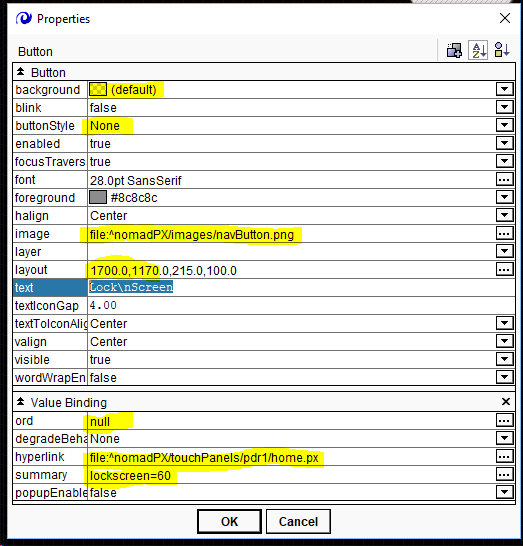 Properties
Button
Button
background (default)
blink false
buttonStyle None
enabled true
focusTravers true
font 28.0pt SansSerif
foreground #8c8c8c
halign Center
image file:^nomadPX/images/navButton.png
layer
layout 1700.0,1170.0,215.0,100.0
text Lock\nScreen
textIconGap 4.00
textToIconAlig Center
valign Center
visible true
wordWrapEn false
Value Binding
ord null
degradeBeha None
hyperlink file:^nomadPX/touchPanels/pdr1/home.px
summary lockscreen=60
popupEnable false
OK Cancel